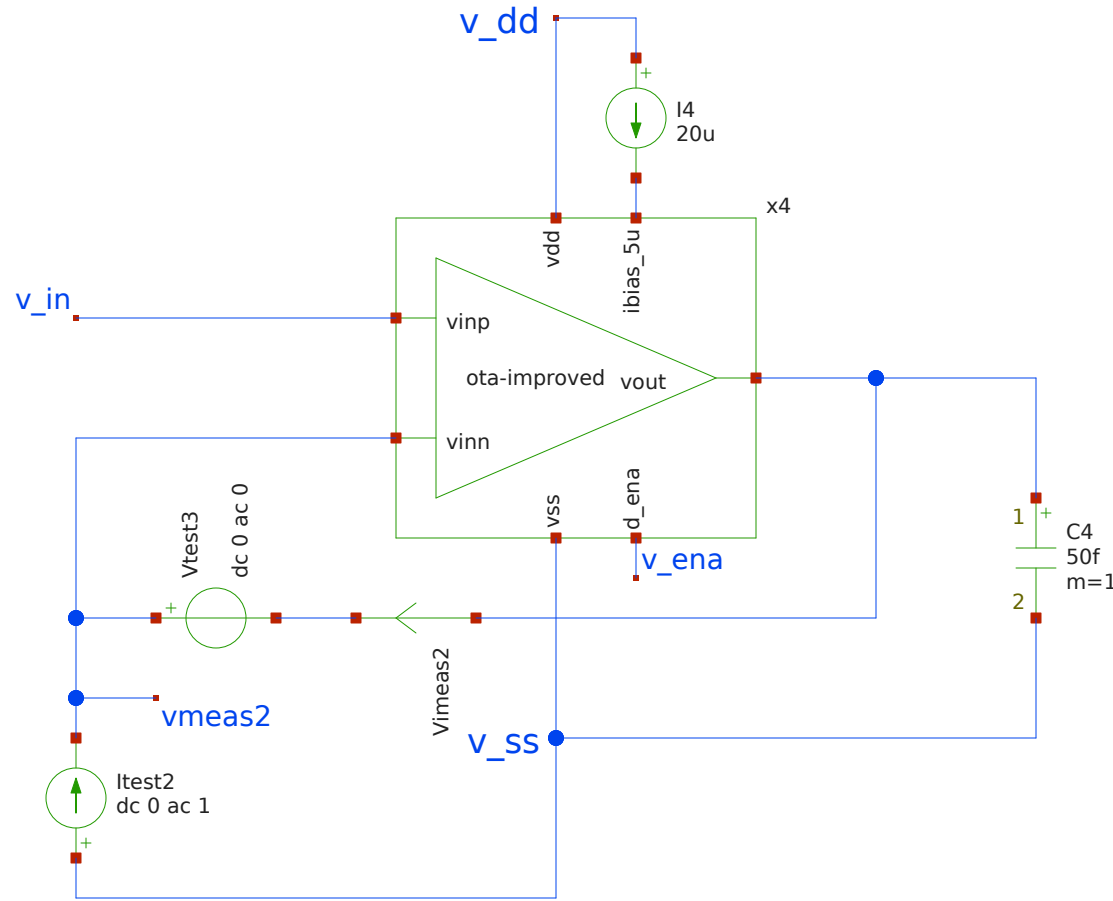 v_dd
+
I4
20u
x4
vdd
ibias_5u
v_in
vinp
ota-improved
vout
vinn
vss
d_ena
v_ena
Vtest3
dc 0 ac 0
+
1
+
C4
50f
m=1
2
Vimeas2
vmeas2
v_ss
Itest2
dc 0 ac 1
+